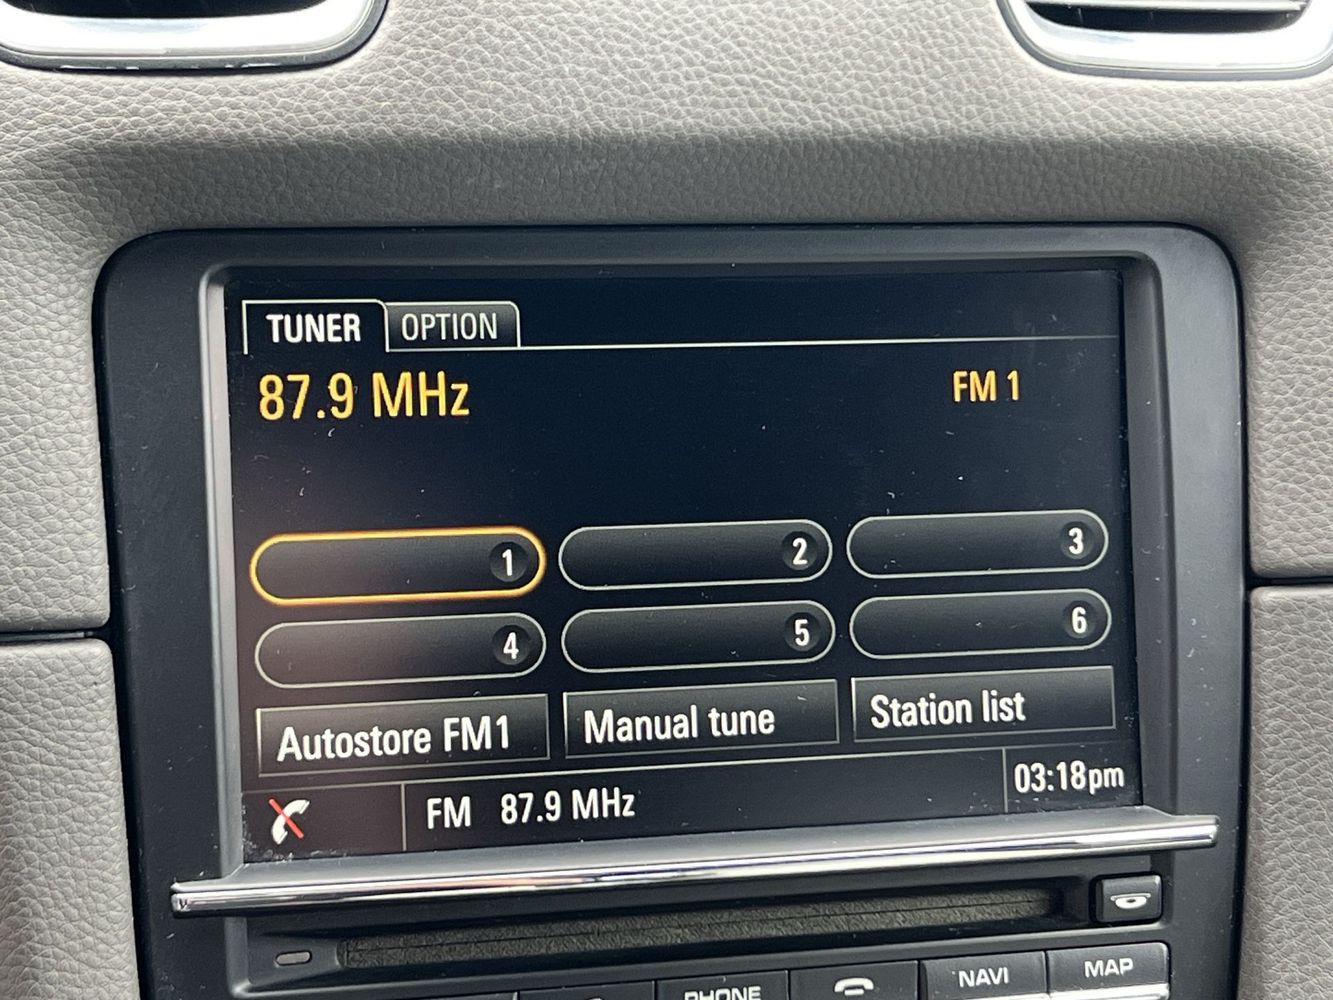 TUNER OPTION
87.9 MHz FM 1
1 2 3
4 5 6
Autostore FM1 Manual tune Station list
FM 87.9 MHz 03:18pm
PHONE NAVI MAP